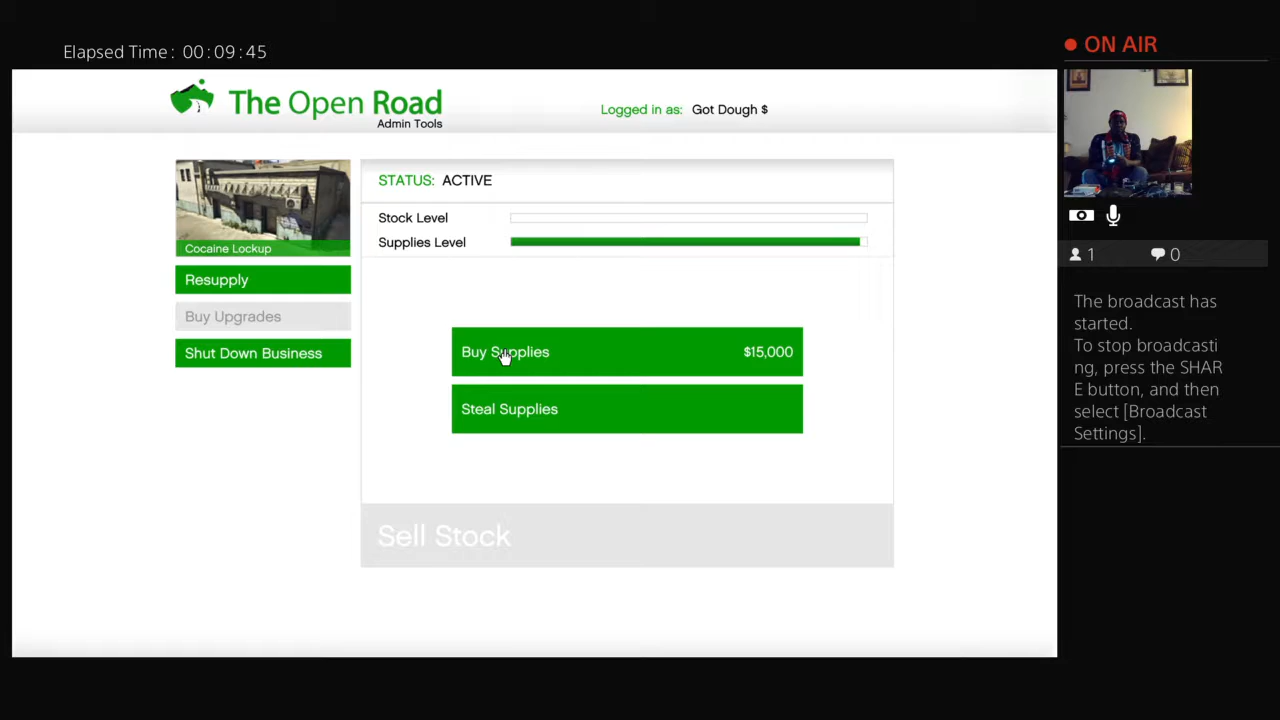 Elapsed Time: 00:09:45
ON AIR
The Open Road
Admin Tools
Logged in as: Got Dough $
Cocaine Lockup
Resupply
Buy Upgrades
Shut Down Business
STATUS: ACTIVE
Stock Level
Supplies Level
Buy Supplies $15,000
Steal Supplies
Sell Stock
1 0
The broadcast has
started.
To stop broadcasti
ng, press the SHAR
E button, and then
select [Broadcast
Settings].